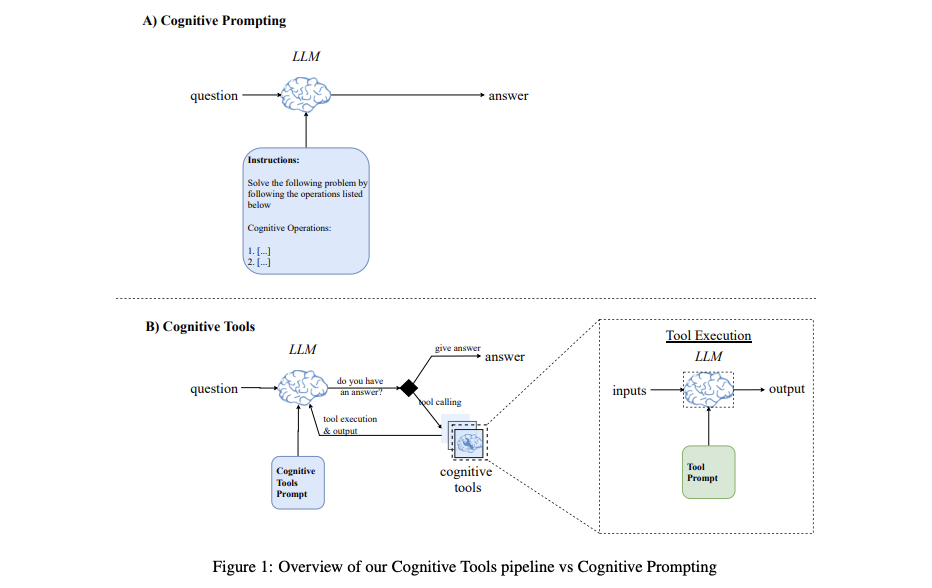 A) Cognitive Prompting
LLM
question
answer
Instructions:
Solve the following problem by
following the operations listed
below
Cognitive Operations:
1. [...]
2. [...]
B) Cognitive Tools
LLM
question
do you have
an answer?
give answer
answer
tool calling
tool execution
& output
cognitive
tools
Cognitive
Tools
Prompt
Tool Execution
LLM
inputs
output
Tool
Prompt
Figure 1: Overview of our Cognitive Tools pipeline vs Cognitive Prompting